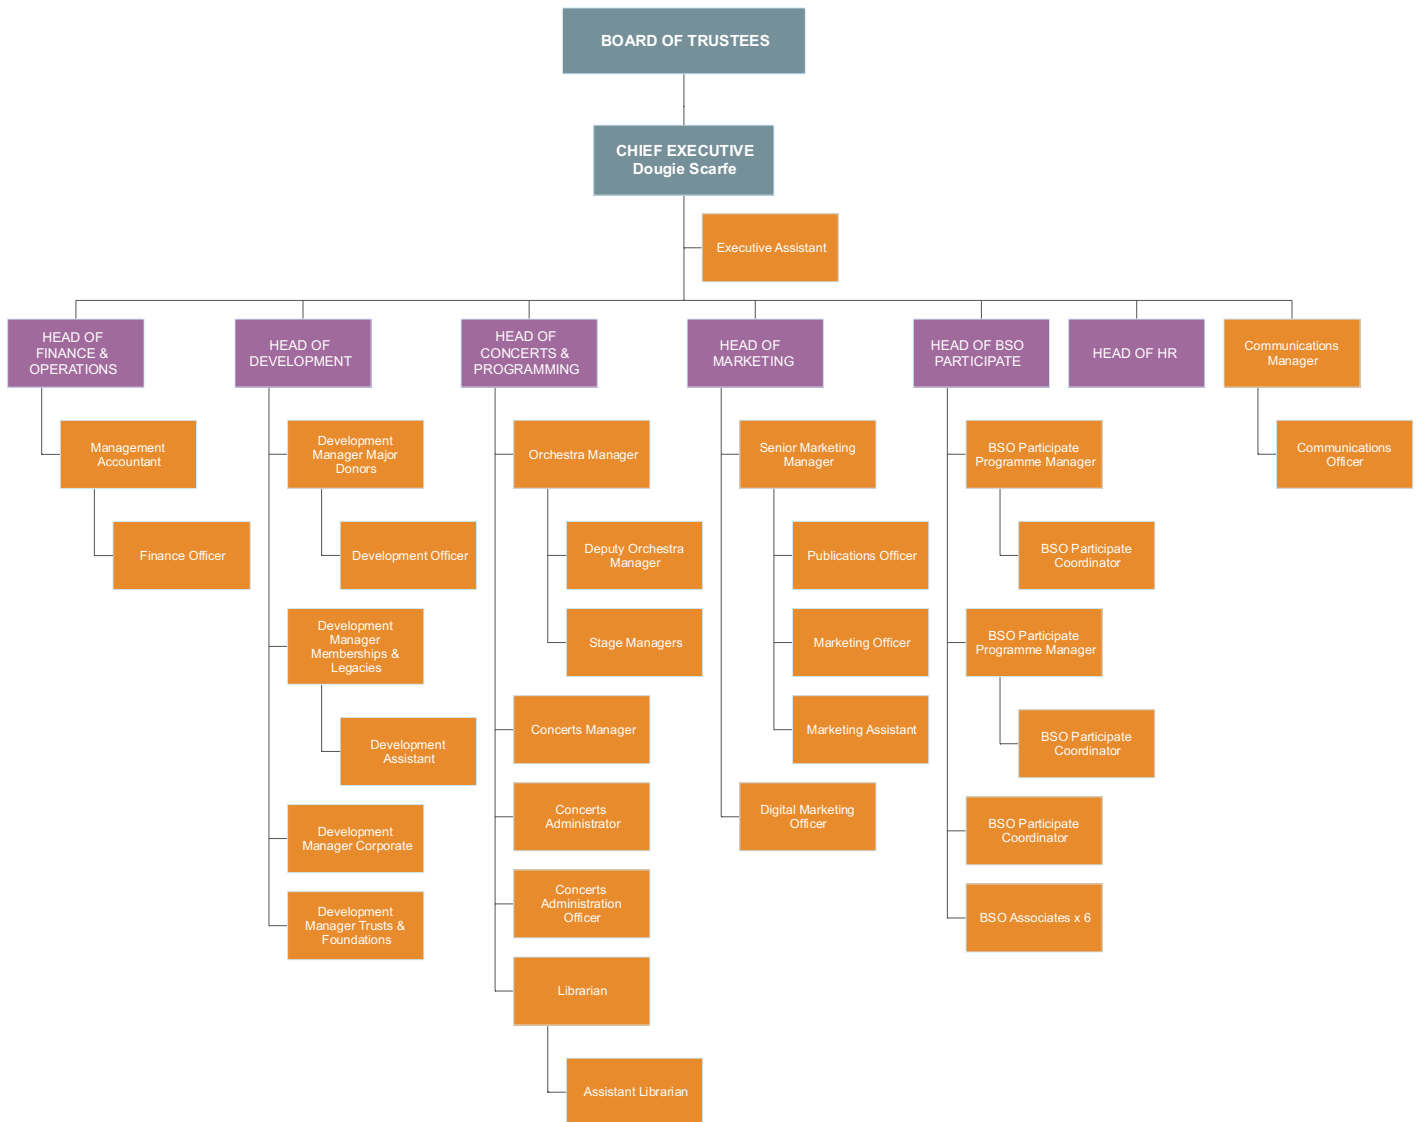 BOARD OF TRUSTEES
CHIEF EXECUTIVE
Dougie Scarfe
Executive Assistant
HEAD OF
FINANCE &
OPERATIONS
HEAD OF
DEVELOPMENT
HEAD OF
CONCERTS &
PROGRAMMING
HEAD OF
MARKETING
HEAD OF BSO
PARTICIPATE
HEAD OF HR
Communications
Manager
Management
Accountant
Finance Officer
Development
Manager Major
Donors
Development Officer
Development
Manager
Memberships &
Legacies
Development
Assistant
Development
Manager Corporate
Development
Manager Trusts &
Foundations
Orchestra Manager
Deputy Orchestra
Manager
Stage Managers
Concerts Manager
Concerts
Administrator
Concerts
Administration
Officer
Librarian
Assistant Librarian
Senior Marketing
Manager
Publications Officer
Marketing Officer
Marketing Assistant
Digital Marketing
Officer
BSO Participate
Programme Manager
BSO Participate
Coordinator
BSO Participate
Programme Manager
BSO Participate
Coordinator
BSO Participate
Coordinator
BSO Associates x 6
Communications
Officer